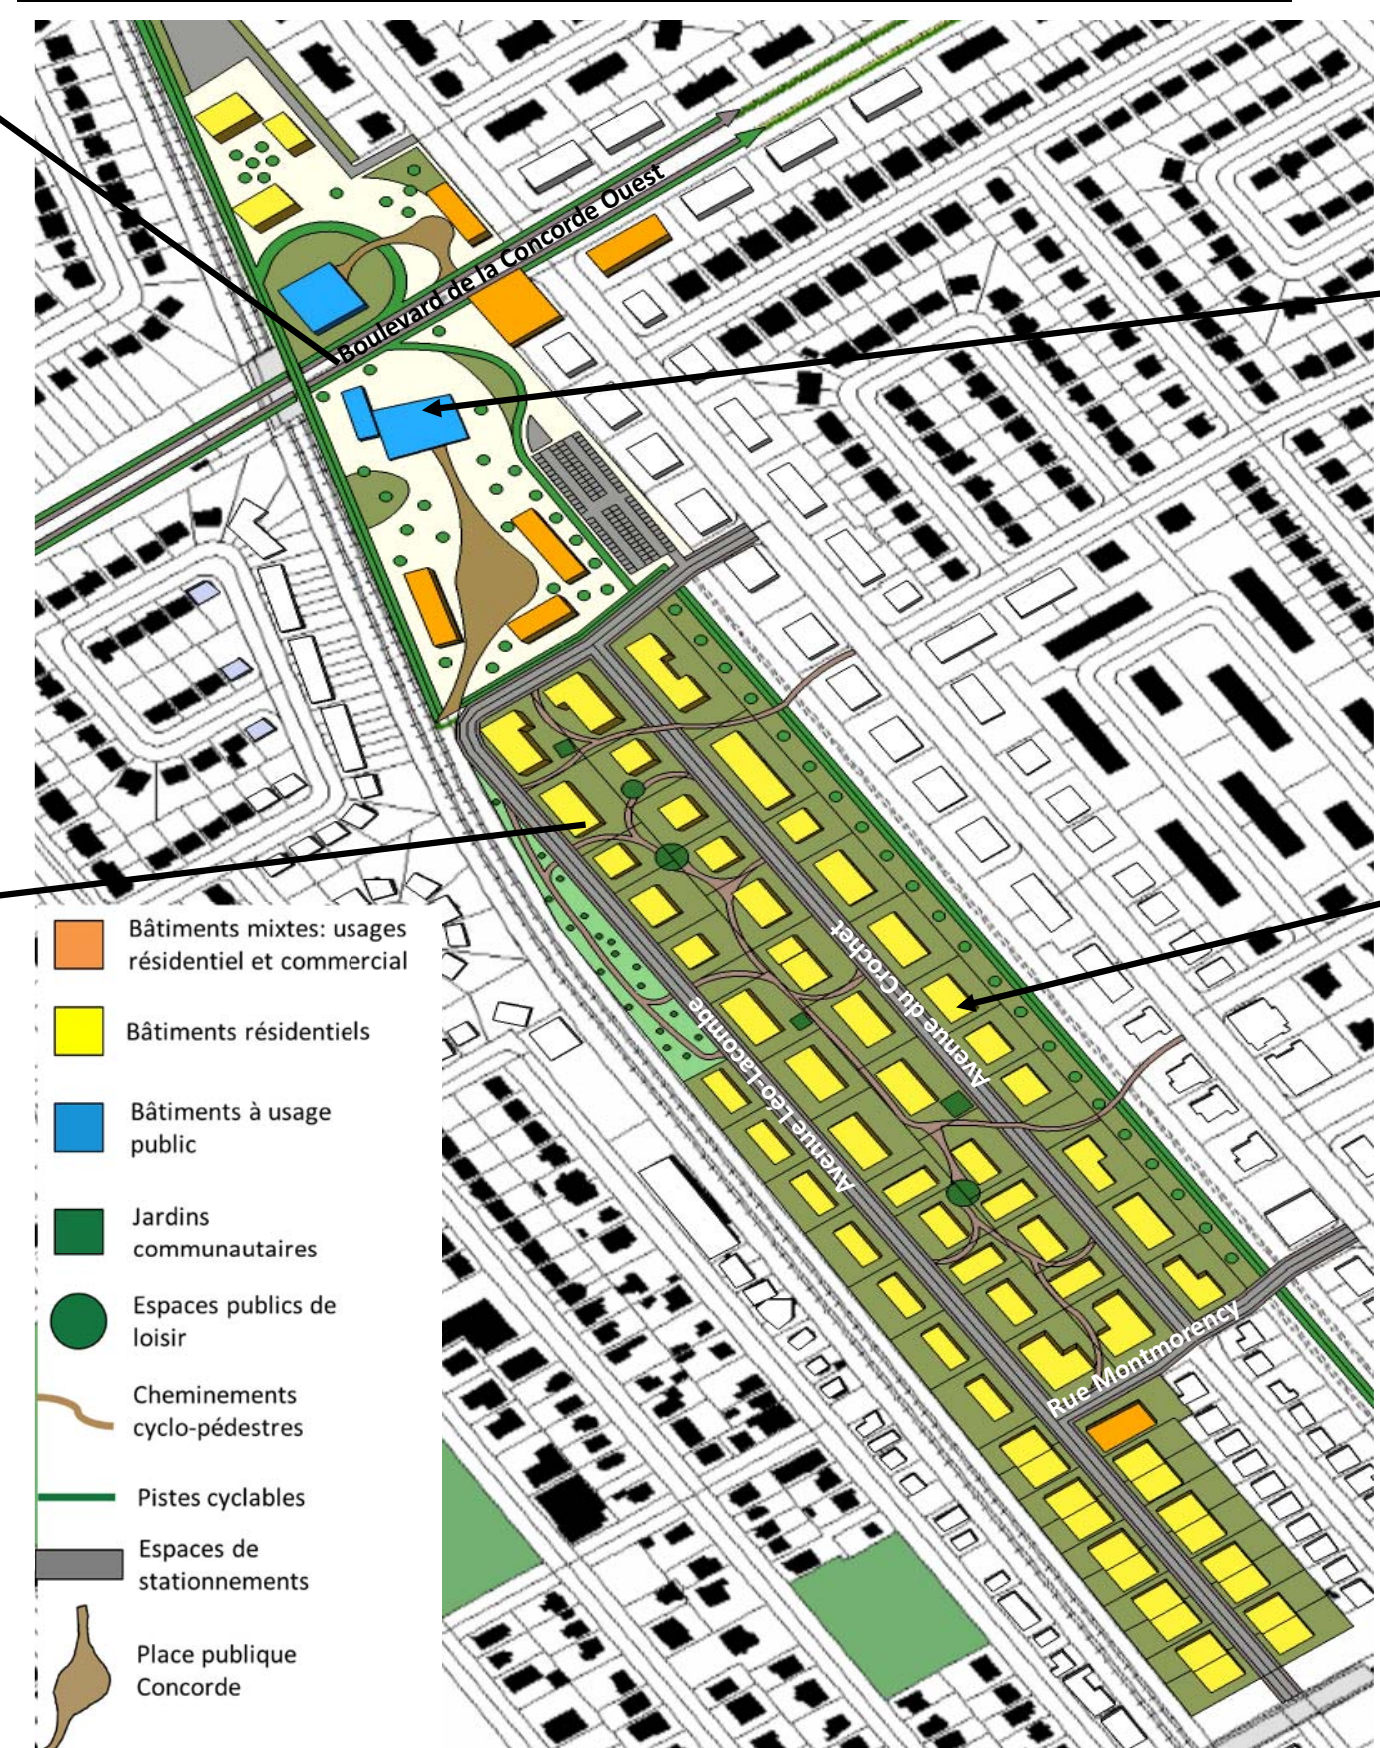 Boulevard de la Concorde Ouest
Avenue du Crochet
Avenue Léo-Lacombe
Rue Montmorency
Bâtiments mixtes: usages
résidentiel et commercial
Bâtiments résidentiels
Bâtiments à usage
public
Jardins
communautaires
Espaces publics de
loisir
Cheminements
cyclo-pédestres
Pistes cyclables
Espaces de
stationnements
Place publique
Concorde